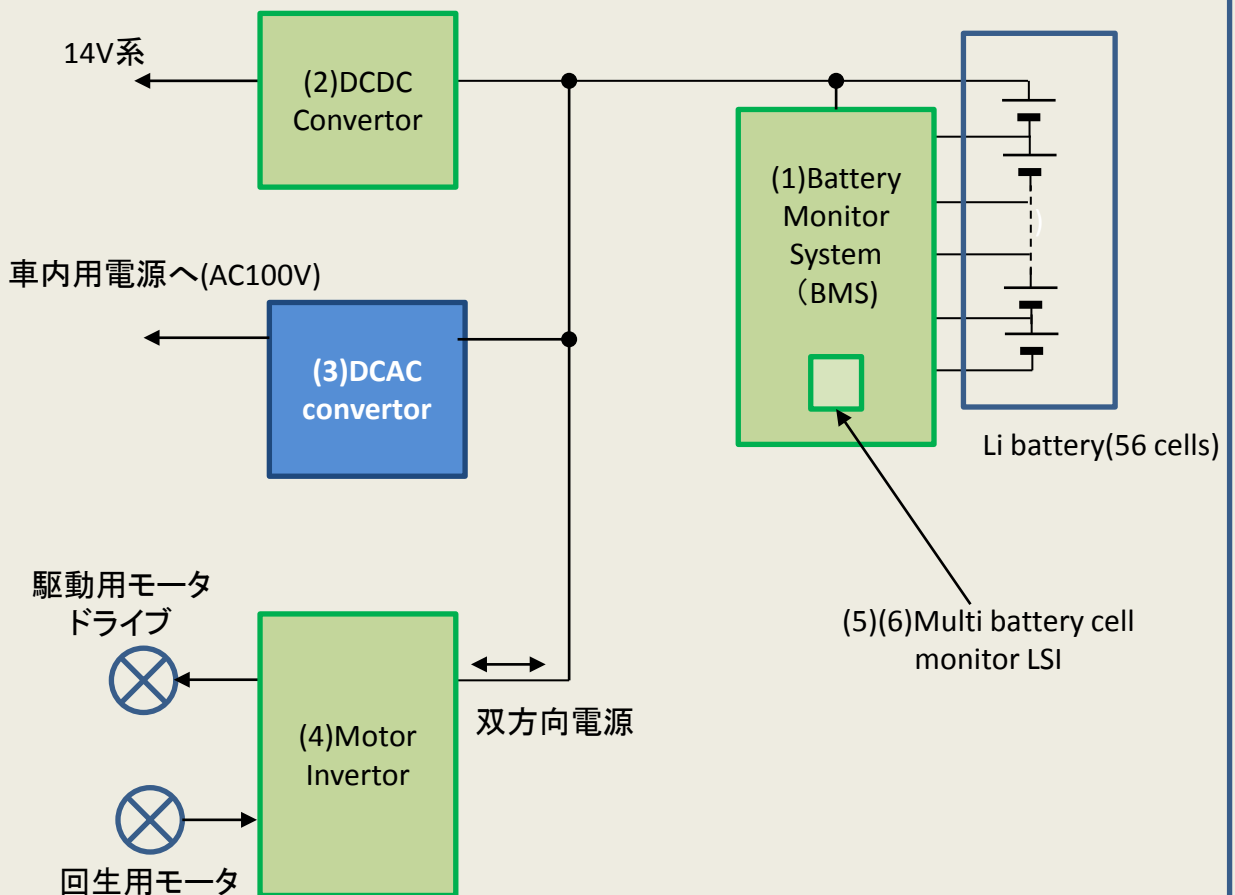 14V系
(2)DCDC
Convertor
(1)Battery
Monitor
System
（BMS)
)
車内用電源へ(AC100V)
(3)DCAC
convertor
Li battery(56 cells)
駆動用モータ
ドライブ
(5)(6)Multi battery cell
monitor LSI
双方向電源
(4)Motor
Invertor
回生用モータ